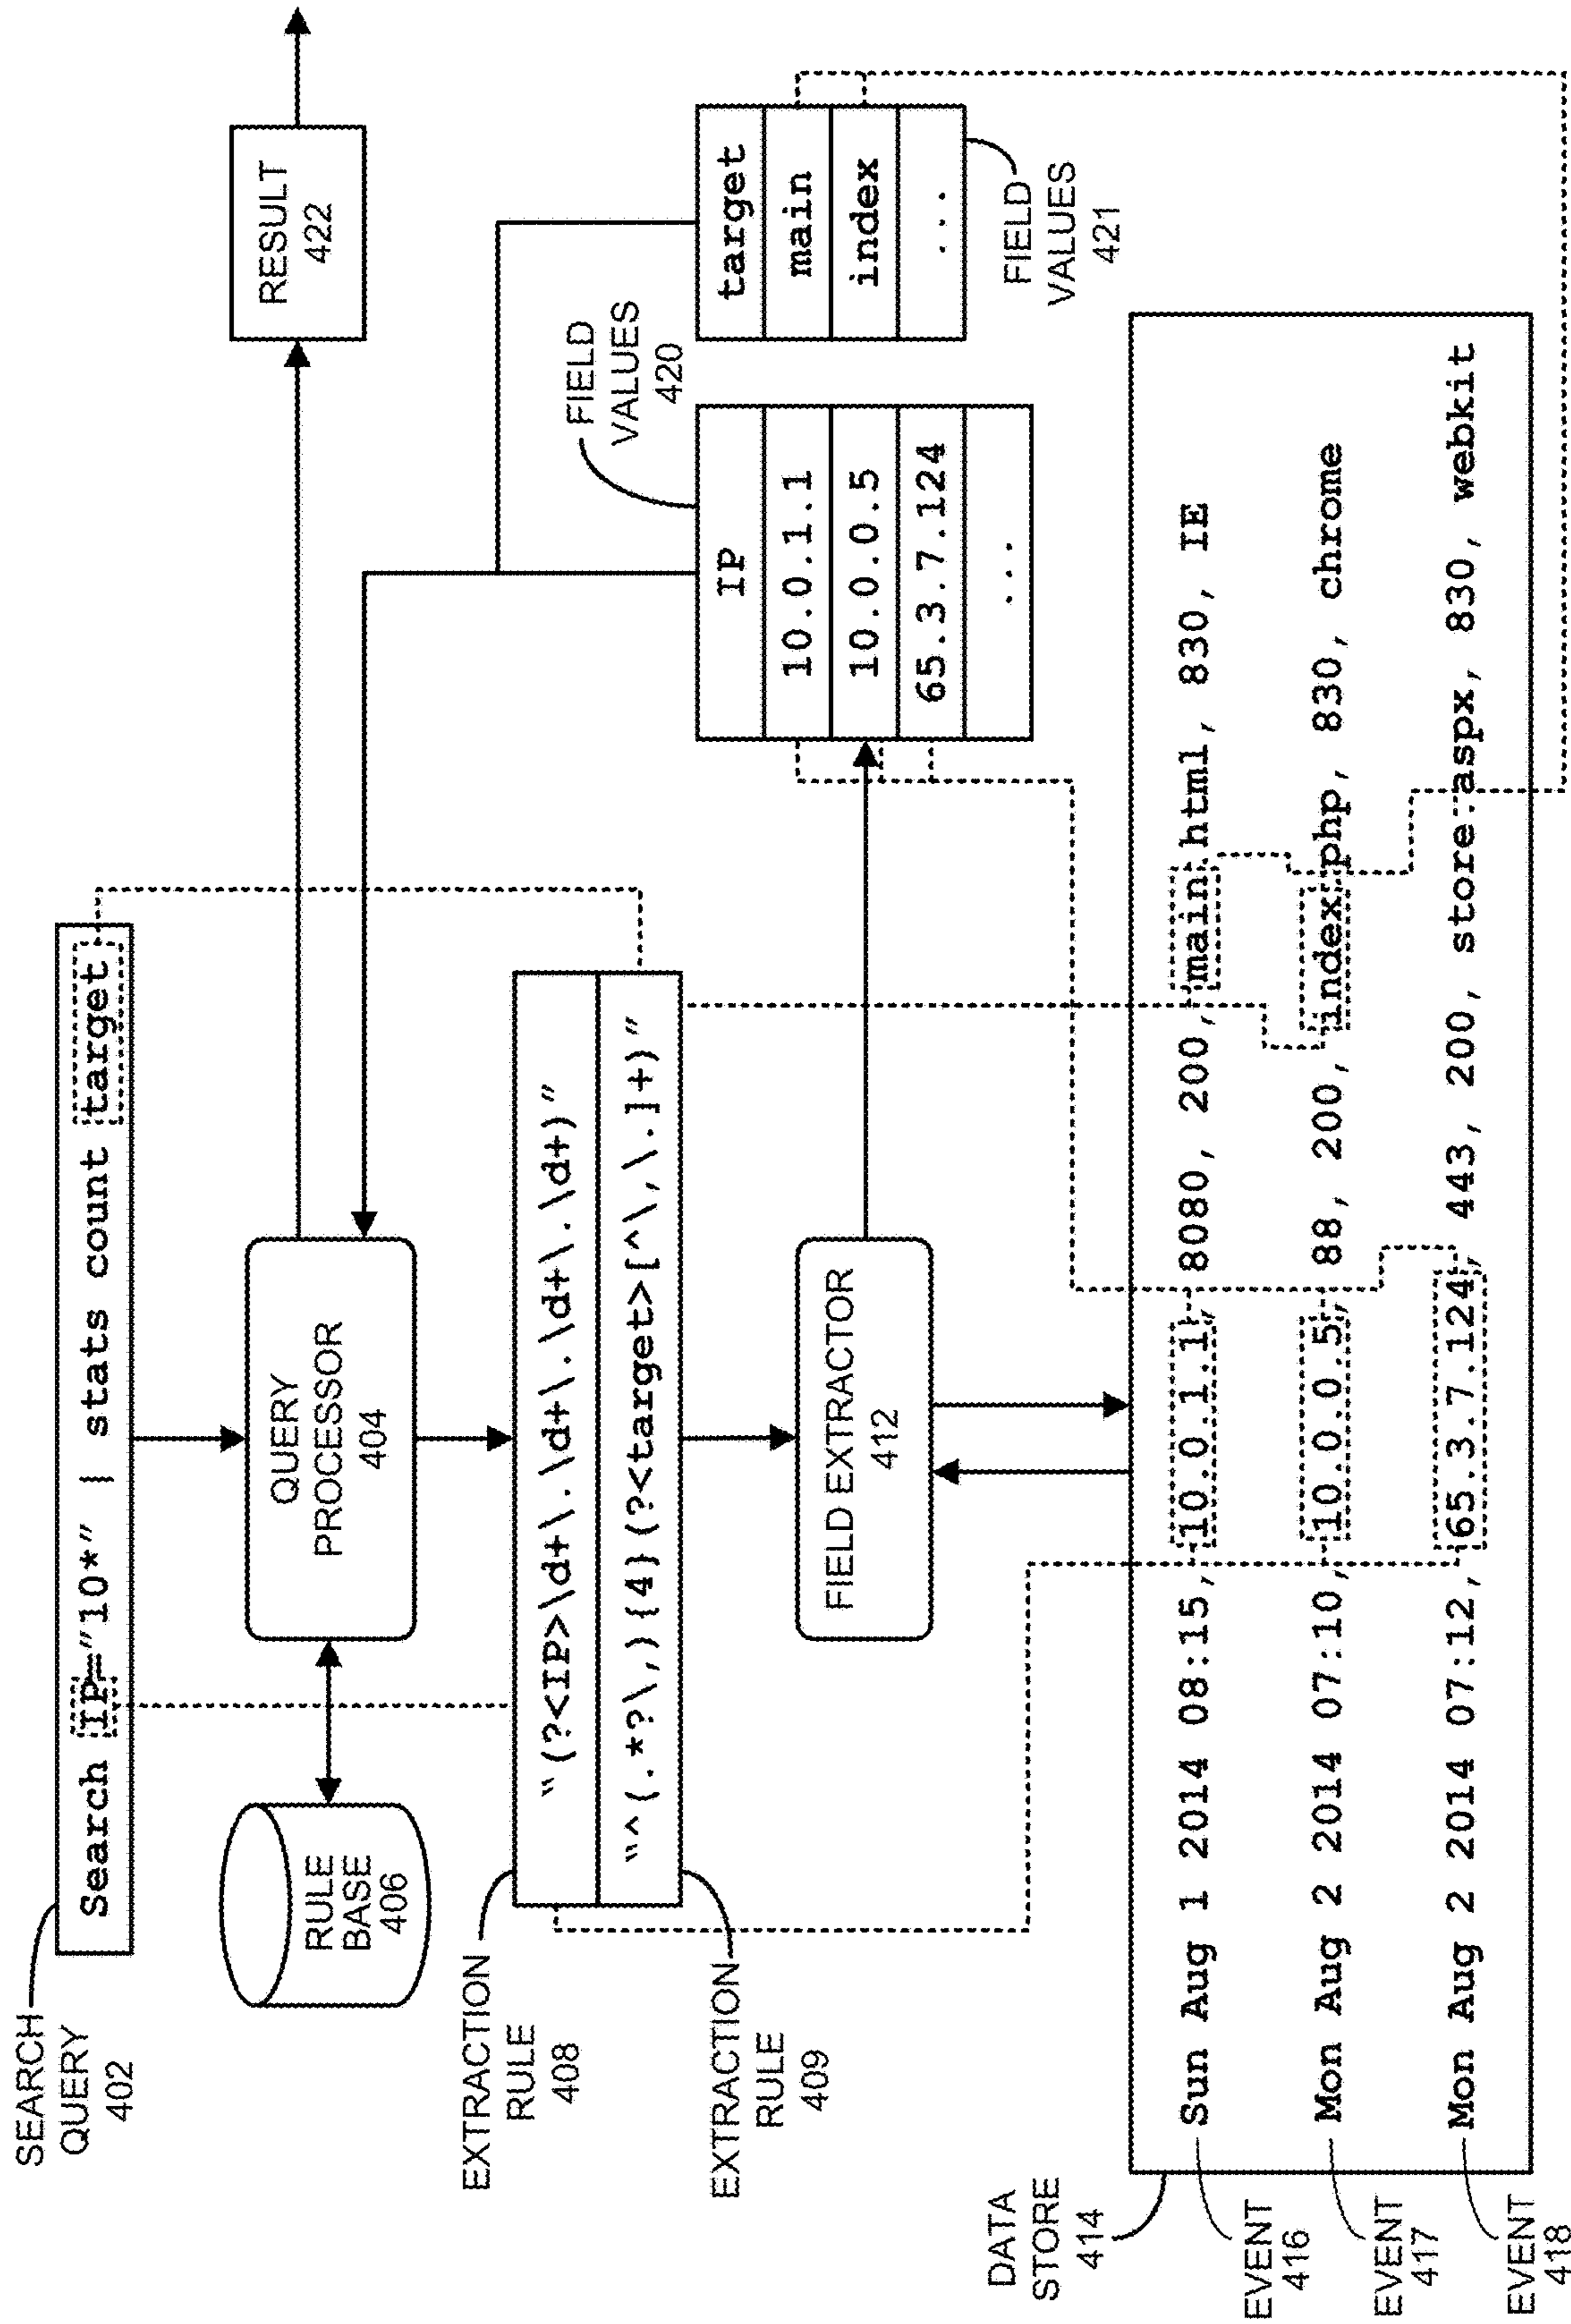 SEARCH
QUERY
402
Search IP="10*" | stats count target
RULE
BASE
406
QUERY
PROCESSOR
404
RESULT
422
EXTRACTION
RULE
408
"(?<IP>\d+\.\d+\.\d+\.\d+)"
"^(.*?\,){4}(?<target>[^\,\.]+)"
EXTRACTION
RULE
409
FIELD
VALUES
420
FIELD EXTRACTOR
412
IP
10.0.1.1
10.0.0.5
65.3.7.124
...
target
main
index
...
FIELD
VALUES
421
DATA
STORE
414
EVENT
416
Sun Aug 1 2014 08:15, 10.0.1.1, 8080, 200, main.html, 830, IE
EVENT
417
Mon Aug 2 2014 07:10, 10.0.0.5, 88, 200, index.php, 830, chrome
EVENT
418
Mon Aug 2 2014 07:12, 65.3.7.124, 443, 200, store.aspx, 830, webkit